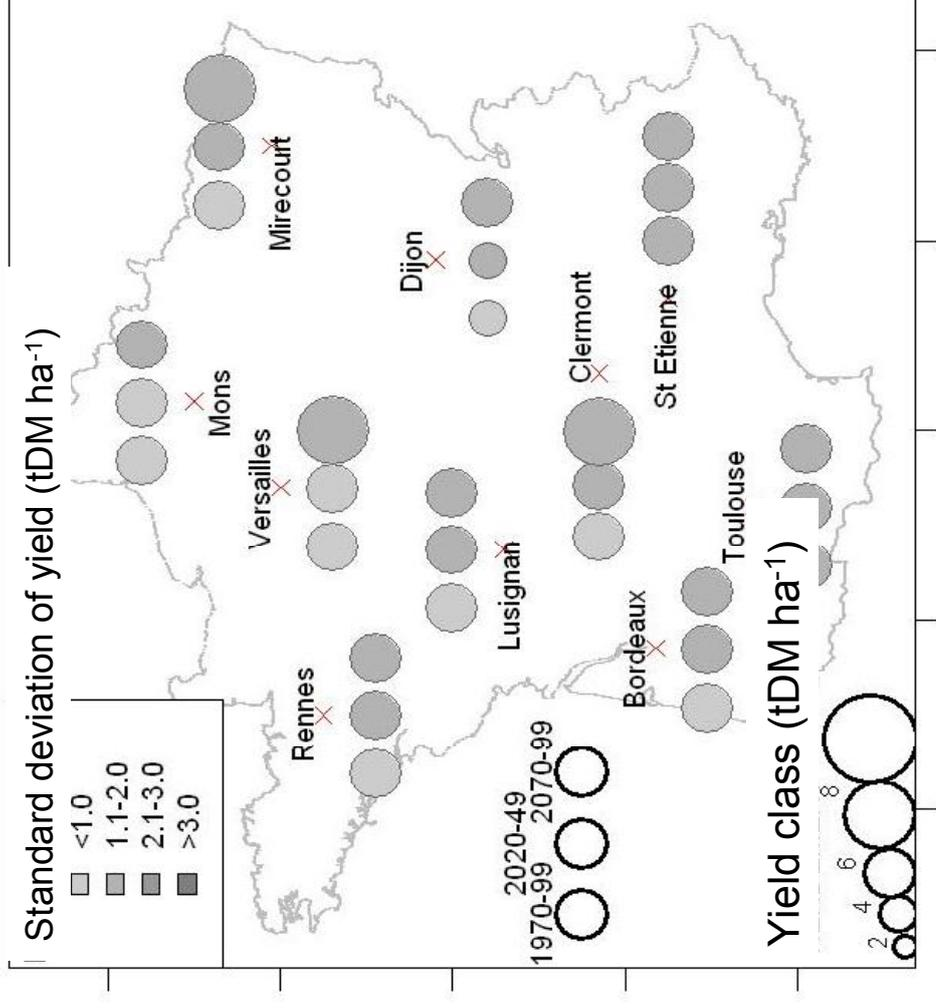 Standard deviation of yield (tDM ha⁻¹)
<1.0
1.1-2.0
2.1-3.0
>3.0
Mons
Mirecourt
Versailles
Dijon
Rennes
Lusignan
Clermont
St Etienne
Bordeaux
Toulouse
1970-99
2020-49
2070-99
Yield class (tDM ha⁻¹)
2
4
6
8